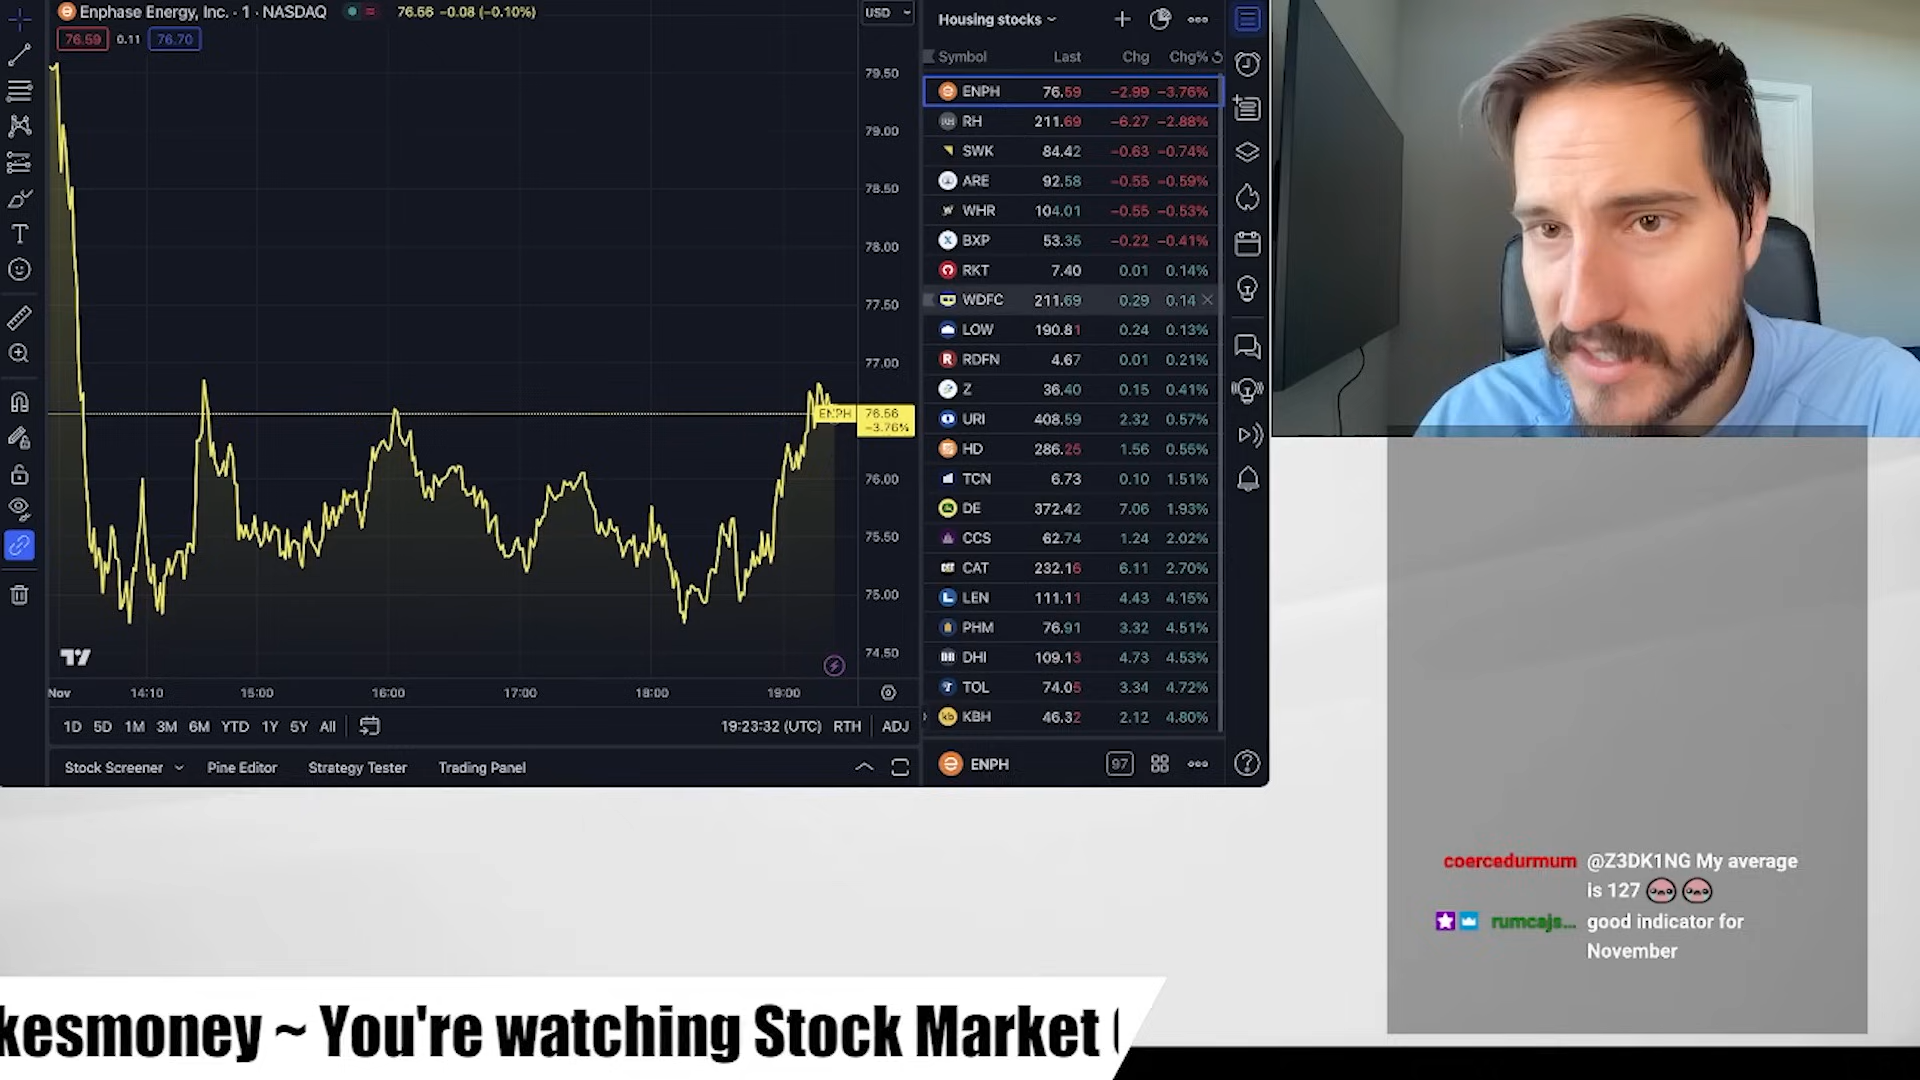 Enphase Energy, Inc. · 1 · NASDAQ 76.56 −0.08 (−0.10%)
76.59 0.11 76.70
USD
79.50
79.00
78.50
78.00
77.50
77.00
ENPH 76.56
−3.76%
76.00
75.50
75.00
74.50
Nov 14:10 15:00 16:00 17:00 18:00 19:00
1D 5D 1M 3M 6M YTD 1Y 5Y All 19:23:32 (UTC) RTH ADJ
Stock Screener Pine Editor Strategy Tester Trading Panel
Housing stocks
Symbol Last Chg Chg%
ENPH 76.59 −2.99 −3.76%
RH 211.69 −6.27 −2.88%
SWK 84.42 −0.63 −0.74%
ARE 92.58 −0.55 −0.59%
WHR 104.01 −0.55 −0.53%
BXP 53.35 −0.22 −0.41%
RKT 7.40 0.01 0.14%
WDFC 211.69 0.29 0.14
LOW 190.81 0.24 0.13%
RDFN 4.67 0.01 0.21%
Z 36.40 0.15 0.41%
URI 408.59 2.32 0.57%
HD 286.25 1.56 0.55%
TCN 6.73 0.10 1.51%
DE 372.42 7.06 1.93%
CCS 62.74 1.24 2.02%
CAT 232.16 6.11 2.70%
LEN 111.11 4.43 4.15%
PHM 76.91 3.32 4.51%
DHI 109.13 4.73 4.53%
TOL 74.05 3.34 4.72%
KBH 46.32 2.12 4.80%
ENPH 97
coercedurmum @Z3DK1NG My average
is 127
rumcajs... good indicator for
November
kesmoney ~ You're watching Stock Market